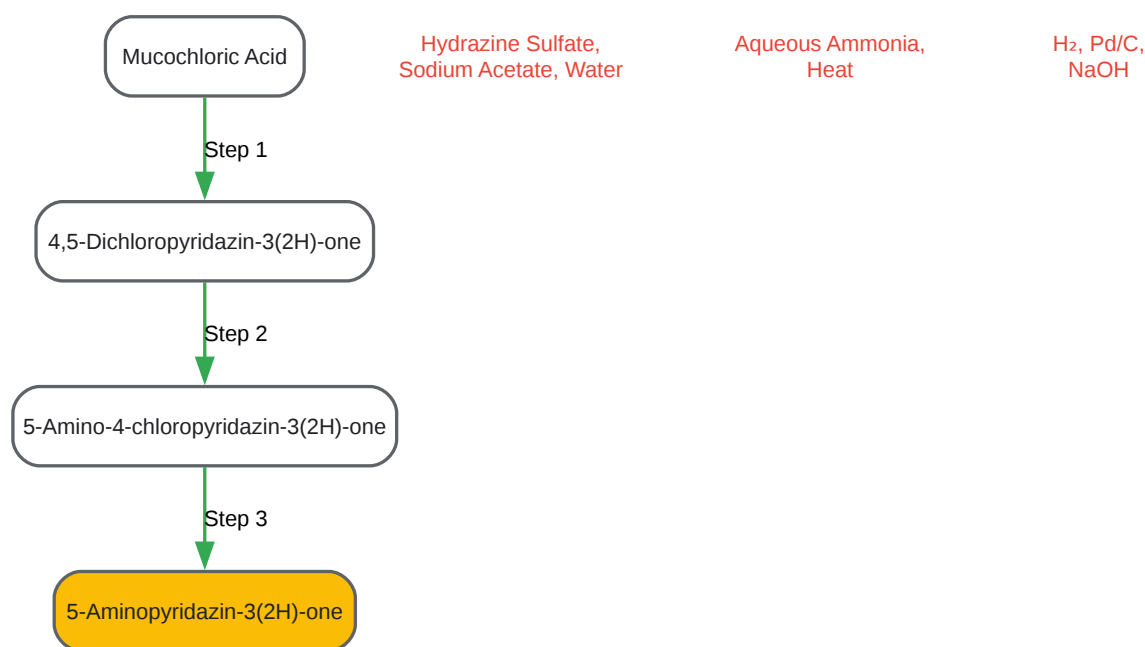 Mucochloric Acid
Hydrazine Sulfate,
Sodium Acetate, Water
Aqueous Ammonia,
Heat
H₂, Pd/C,
NaOH
Step 1
4,5-Dichloropyridazin-3(2H)-one
Step 2
5-Amino-4-chloropyridazin-3(2H)-one
Step 3
5-Aminopyridazin-3(2H)-one